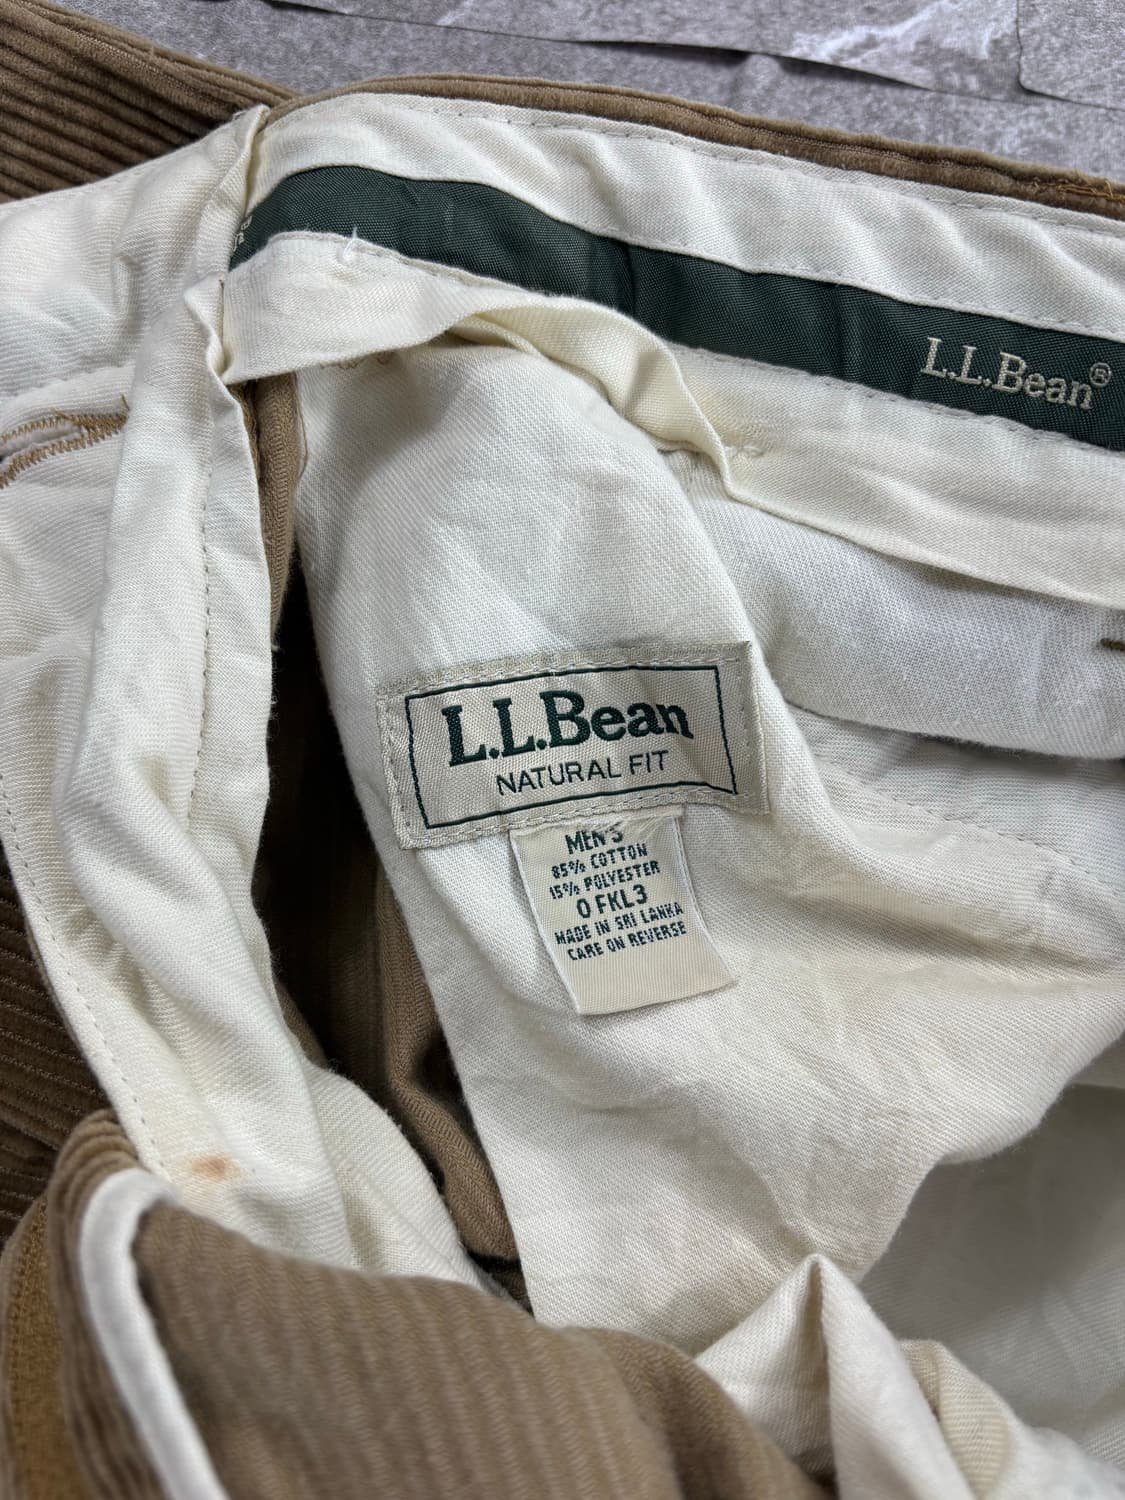 L.L.Bean®
L.L.Bean
NATURAL FIT
MEN'S
85% COTTON
15% POLYESTER
0 FKL3
MADE IN SRI LANKA
CARE ON REVERSE